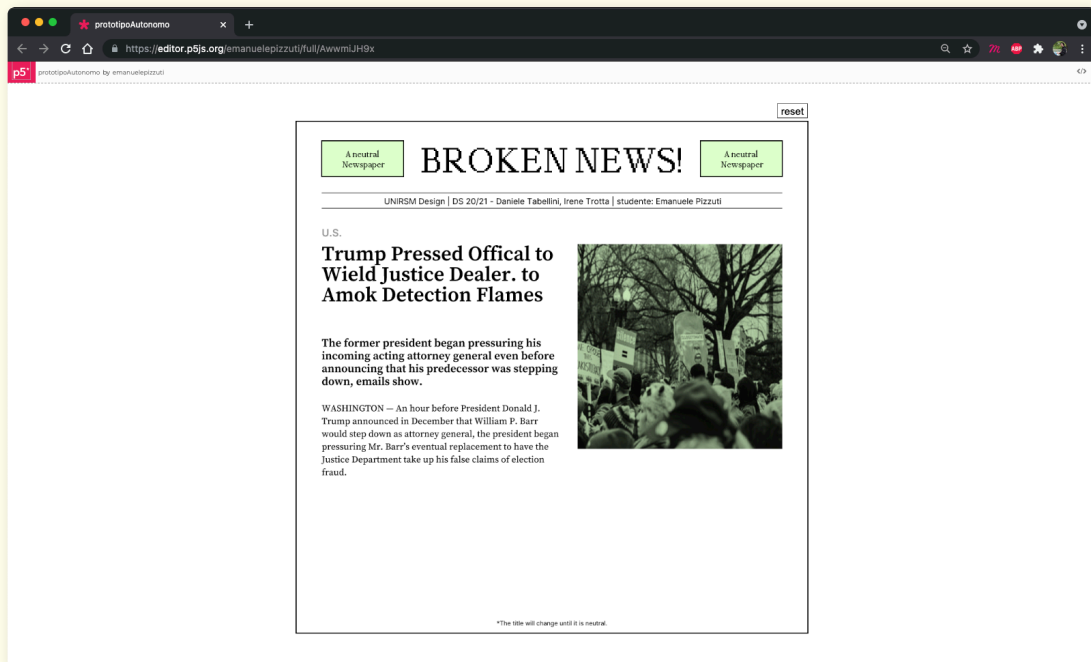 prototipoAutonomo
https://editor.p5js.org/emanuelepizzuti/full/AwwmiJH9x
p5*
prototipoAutonomo by emanuelepizzuti
</>
reset
A neutral
Newspaper
BROKEN NEWS!
A neutral
Newspaper
UNIRSM Design | DS 20/21 - Daniele Tabellini, Irene Trotta | studente: Emanuele Pizzuti
U.S.
Trump Pressed Offical to
Wield Justice Dealer. to
Amok Detection Flames
The former president began pressuring his
incoming acting attorney general even before
announcing that his predecessor was stepping
down, emails show.
WASHINGTON — An hour before President Donald J.
Trump announced in December that William P. Barr
would step down as attorney general, the president began
pressuring Mr. Barr's eventual replacement to have the
Justice Department take up his false claims of election
fraud.
*The title will change until it is neutral.